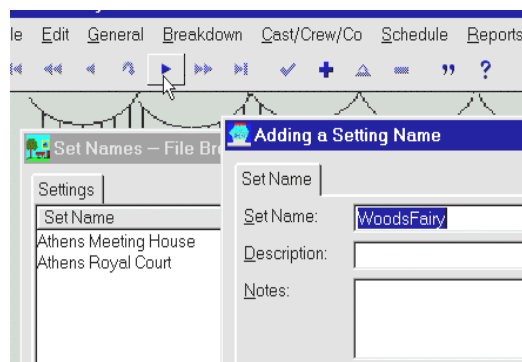 le Edit General Breakdown Cast/Crew/Co Schedule Reports
Set Names – File Bro
Adding a Setting Name
Settings
Set Name
Athens Meeting House
Athens Royal Court
Set Name
Set Name: WoodsFairy
Description:
Notes: